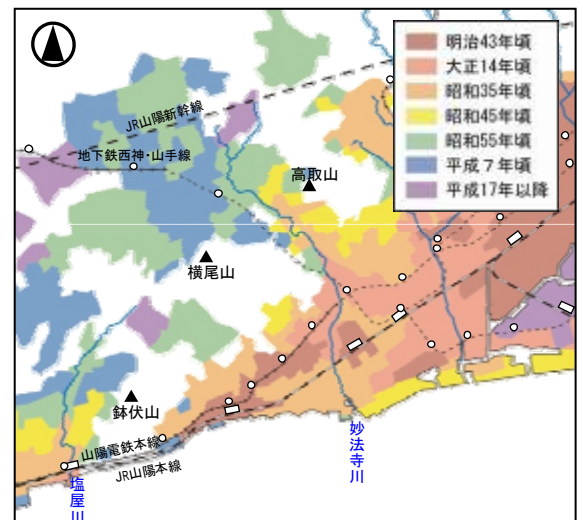 明治43年頃
大正14年頃
昭和35年頃
昭和45年頃
昭和55年頃
平成７年頃
平成17年以降
JR山陽新幹線
地下鉄西神・山手線
高取山
横尾山
鉢伏山
山陽電鉄本線
JR山陽本線
塩屋川
妙法寺川